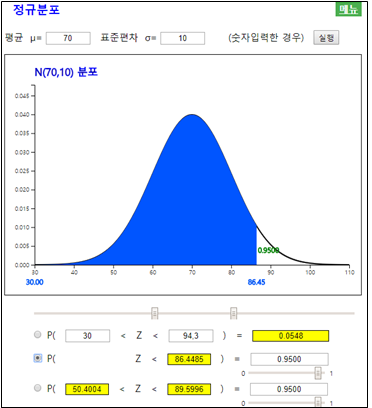 정규분포 메뉴
평균 μ= 70 표준편차 σ= 10 (숫자입력한 경우) 실행
N(70,10) 분포
0.045
0.040
0.035
0.030
0.025
0.020
0.015
0.010
0.005
0.000
0.9500
30 40 50 60 70 80 90 100 110
30.00 86.45
P( 30 < Z < 94.3 ) = 0.0548
P( Z < 86.4485 ) = 0.9500
0 1
P( 50.4004 < Z < 89.5996 ) = 0.9500
0 1